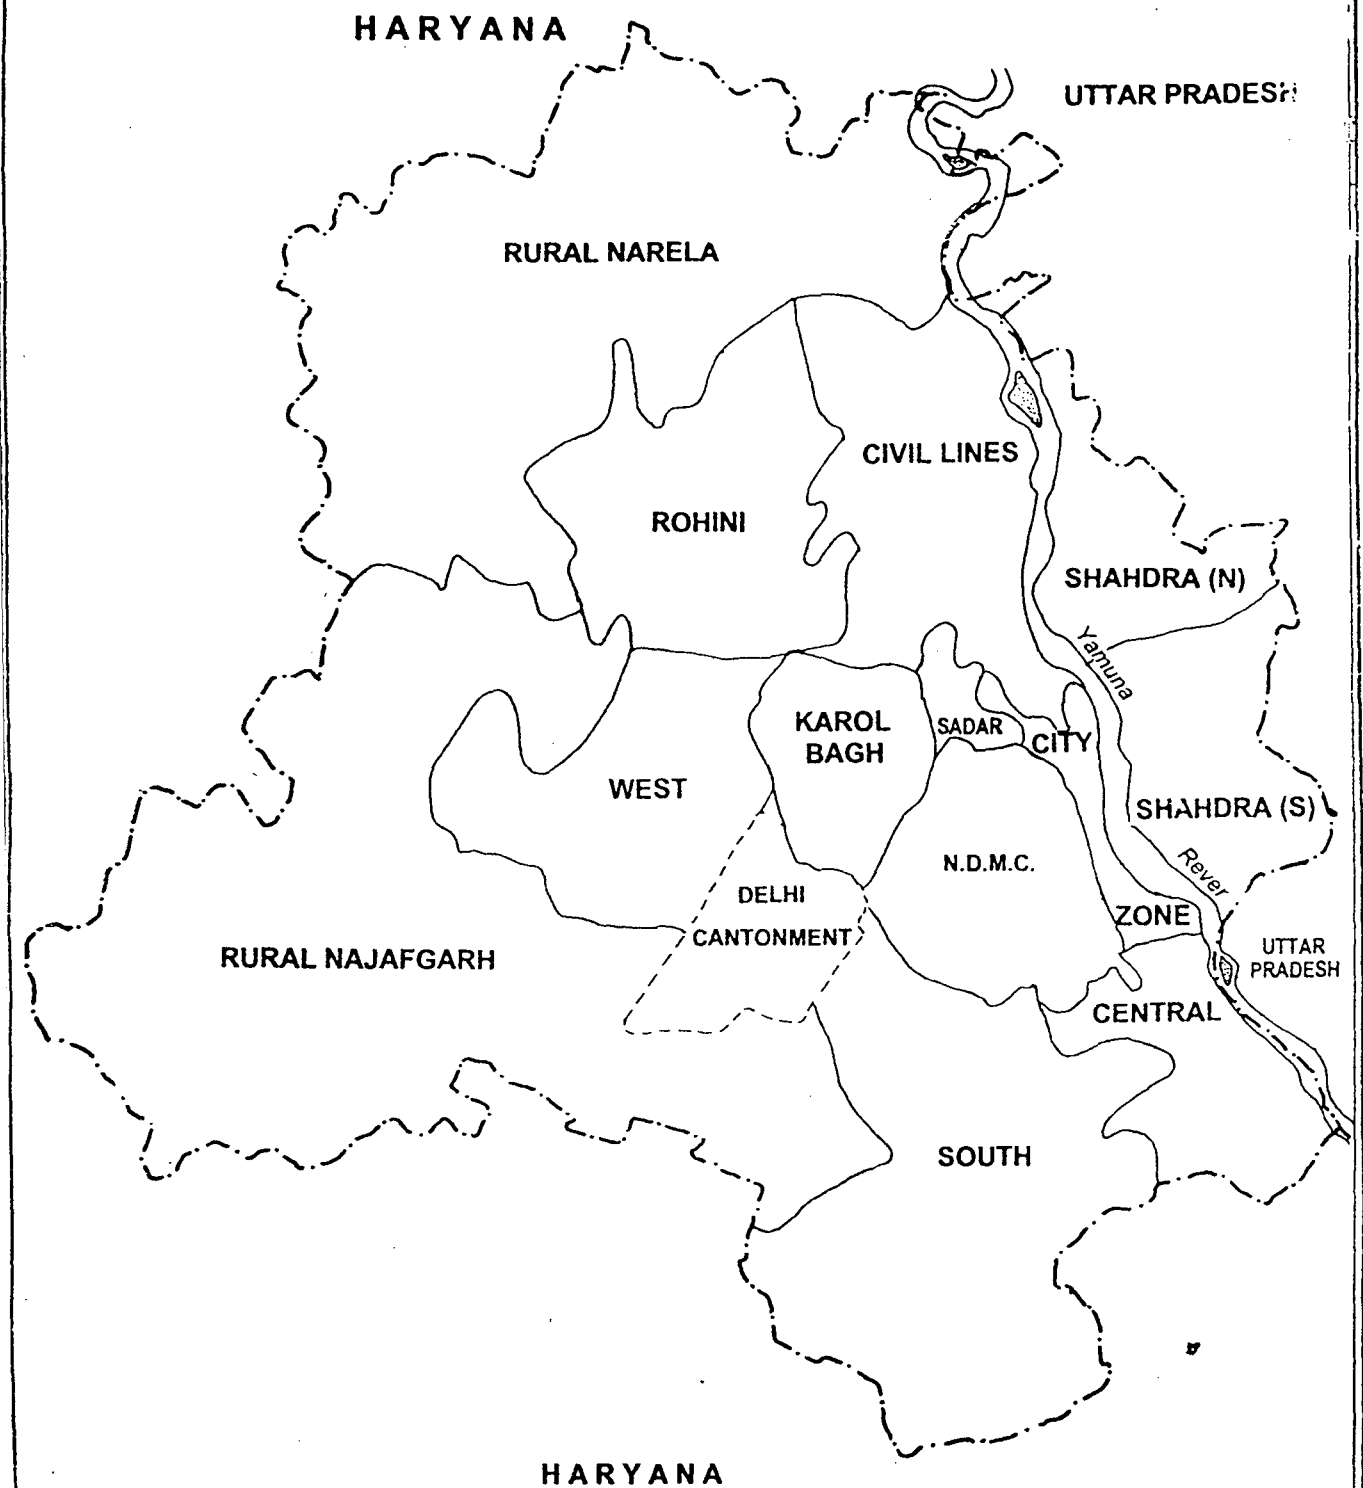 HARYANA
UTTAR PRADESH
RURAL NARELA
CIVIL LINES
ROHINI
SHAHDRA (N)
Yamuna
KAROL
BAGH
SADAR
CITY
WEST
SHAHDRA (S)
N.D.M.C.
Rever
DELHI
CANTONMENT
ZONE
RURAL NAJAFGARH
UTTAR
PRADESH
CENTRAL
SOUTH
HARYANA